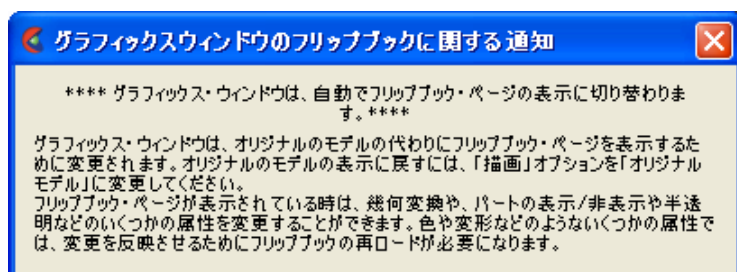 グラフィックスウィンドウのフリップブックに関する通知
**** グラフィックス・ウィンドウは、自動でフリップブック・ページの表示に切り替わりま
す。****
グラフィックス・ウィンドウは、オリジナルのモデルの代わりにフリップブック・ページを表示するた
めに変更されます。オリジナルのモデルの表示に戻すには、「描画」オプションを「オリジナル
モデル」に変更してください。
フリップブック・ページが表示されている時は、幾何変換や、パートの表示/非表示や半透
明などのいくつかの属性を変更することができます。色や変形などのようないくつかの属性で
は、変更を反映させるためにフリップブックの再ロードが必要になります。